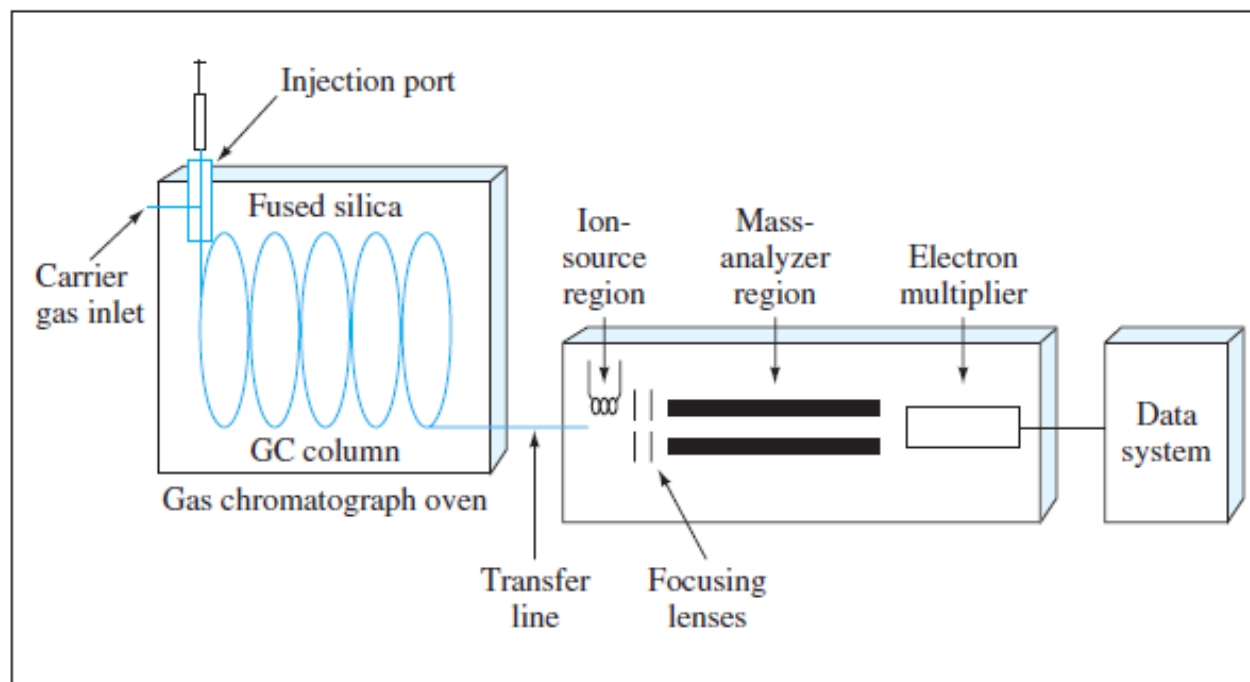 Injection port
Fused silica
Carrier
gas inlet
GC column
Gas chromatograph oven
Ion-
source
region
Mass-
analyzer
region
Electron
multiplier
Data
system
Transfer
line
Focusing
lenses